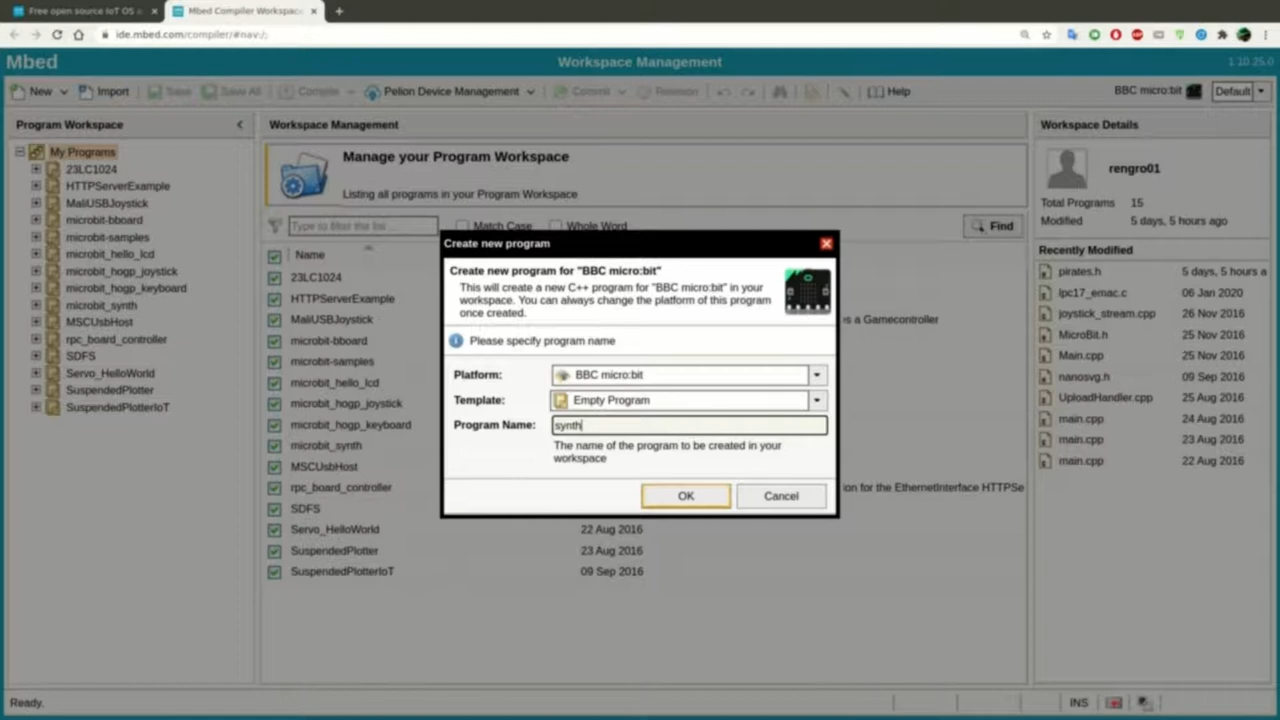 Free open source IoT OS
Mbed Compiler Workspac
ide.mbed.com/compiler/#nav:/;
Mbed
Workspace Management
1.10.25.0
New
Import
Save
Save All
Compile
Pelion Device Management
Commit
Revision
Help
BBC micro:bit
Default
Program Workspace
My Programs
23LC1024
HTTPServerExample
MaliUSBJoystick
microbit-bboard
microbit-samples
microbit_hello_lcd
microbit_hogp_joystick
microbit_hogp_keyboard
microbit_synth
MSCUsbHost
rpc_board_controller
SDFS
Servo_HelloWorld
SuspendedPlotter
SuspendedPlotterIoT
Workspace Management
Manage your Program Workspace
Listing all programs in your Program Workspace
Type to filter the list ...
Match Case
Whole Word
Find
Name
23LC1024
HTTPServerExample
MaliUSBJoystick
s a Gamecontroller
microbit-bboard
microbit-samples
microbit_hello_lcd
microbit_hogp_joystick
microbit_hogp_keyboard
microbit_synth
MSCUsbHost
rpc_board_controller
ion for the EthernetInterface HTTPSe
SDFS
Servo_HelloWorld 22 Aug 2016
SuspendedPlotter 23 Aug 2016
SuspendedPlotterIoT 09 Sep 2016
Create new program
Create new program for "BBC micro:bit"
This will create a new C++ program for "BBC micro:bit" in your
workspace. You can always change the platform of this program
once created.
Please specify program name
Platform: BBC micro:bit
Template: Empty Program
Program Name: synth
The name of the program to be created in your
workspace
OK
Cancel
Workspace Details
rengro01
Total Programs 15
Modified 5 days, 5 hours ago
Recently Modified
pirates.h 5 days, 5 hours a
lpc17_emac.c 06 Jan 2020
joystick_stream.cpp 26 Nov 2016
MicroBit.h 25 Nov 2016
Main.cpp 25 Nov 2016
nanosvg.h 09 Sep 2016
UploadHandler.cpp 25 Aug 2016
main.cpp 24 Aug 2016
main.cpp 23 Aug 2016
main.cpp 22 Aug 2016
Ready.
INS